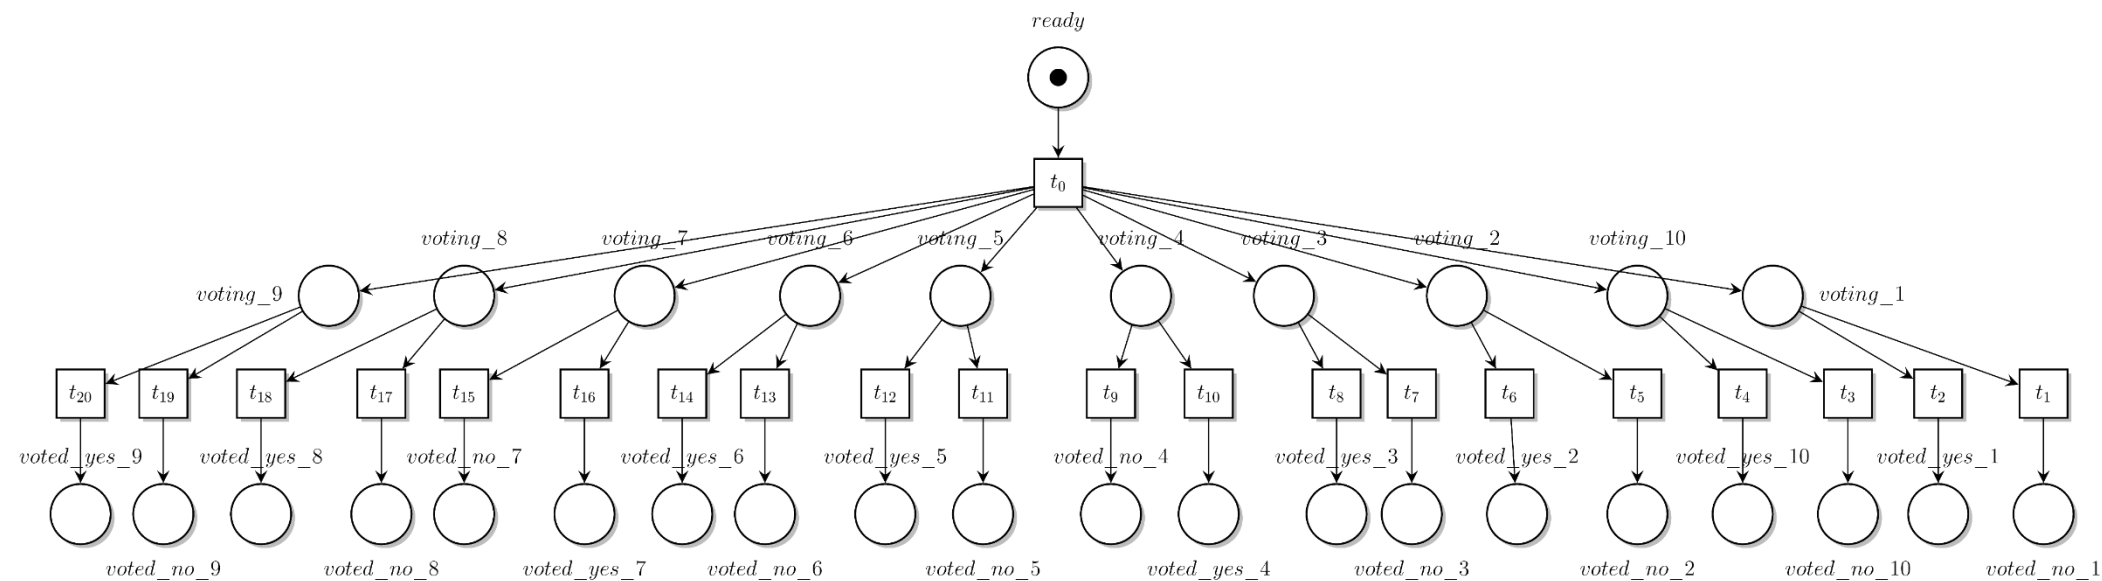 ready
t0
voting_8 voting_7 voting_6 voting_5 voting_4 voting_3 voting_2 voting_10
voting_9 voting_1
t20 t19 t18 t17 t15 t16 t14 t13 t12 t11 t9 t10 t8 t7 t6 t5 t4 t3 t2 t1
voted_yes_9 voted_yes_8 voted_no_7 voted_yes_6 voted_yes_5 voted_no_4 voted_yes_3 voted_yes_2 voted_yes_10 voted_yes_1
voted_no_9 voted_no_8 voted_yes_7 voted_no_6 voted_no_5 voted_yes_4 voted_no_3 voted_no_2 voted_no_10 voted_no_1